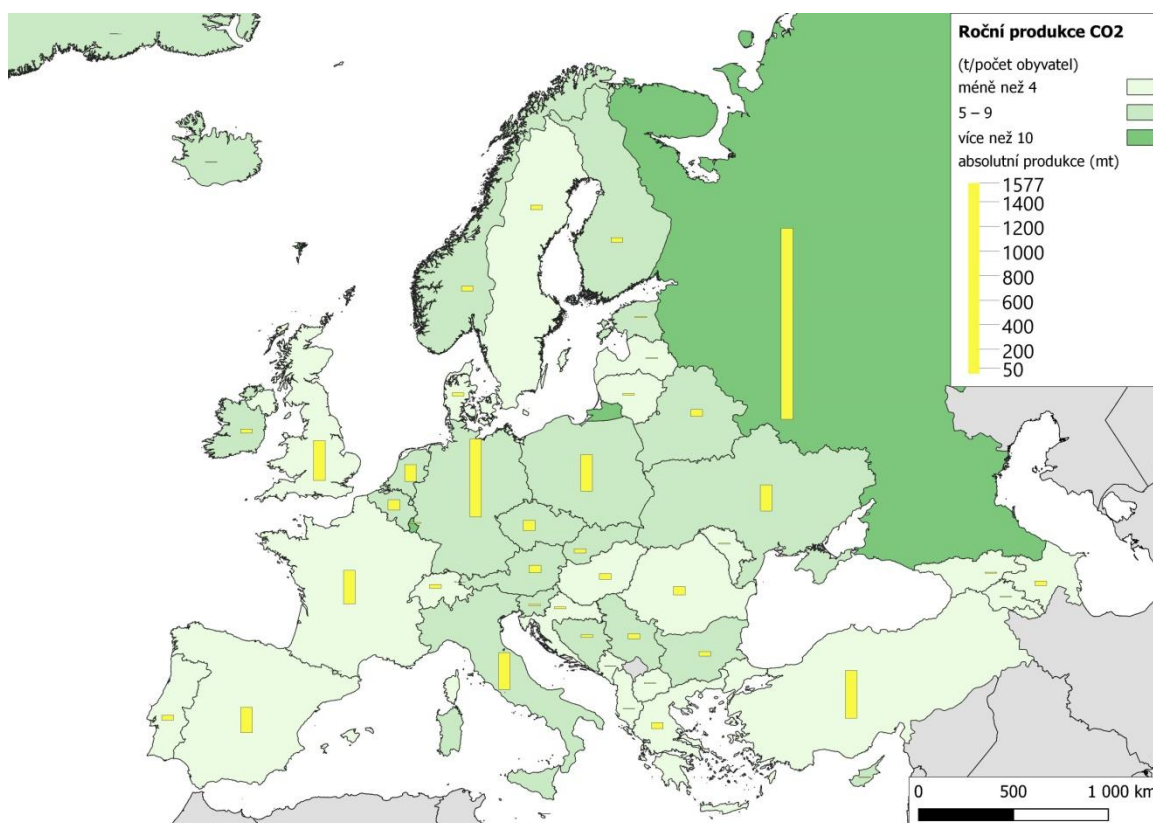 Roční produkce CO2
(t/počet obyvatel)
méně než 4
5 – 9
více než 10
absolutní produkce (mt)
1577
1400
1200
1000
800
600
400
200
50
0 500 1 000 km